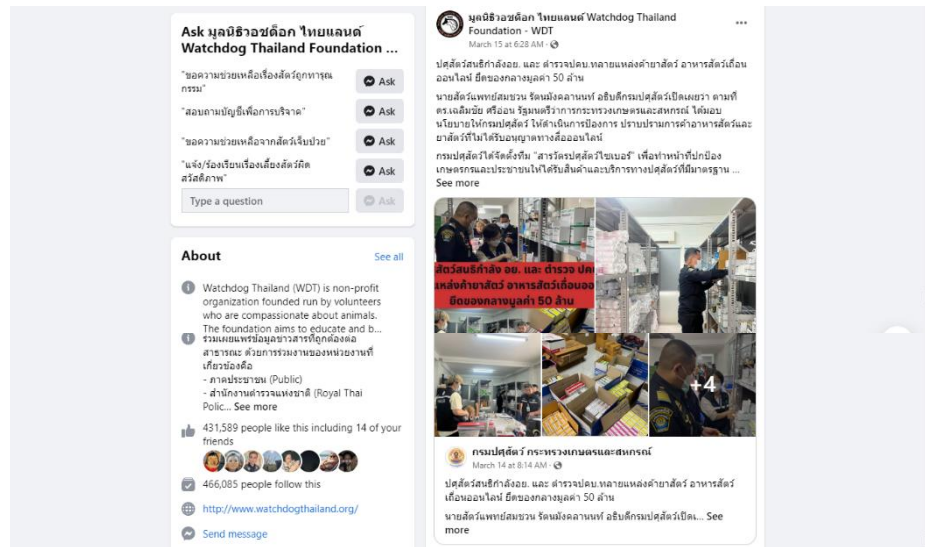 Ask มูลนิธิวอชด็อก ไทยแลนด์
Watchdog Thailand Foundation ...
"ขอความช่วยเหลือเรื่องสัตว์ถูกทารุณ
กรรม"
Ask
"สอบถามบัญชีเพื่อการบริจาค"
Ask
"ขอความช่วยเหลือจากสัตว์เจ็บป่วย"
Ask
"แจ้ง/ร้องเรียนเรื่องเลี้ยงสัตว์ผิด
สวัสดิภาพ"
Ask
Type a question
Ask
About
See all
Watchdog Thailand (WDT) is non-profit
organization founded run by volunteers
who are compassionate about animals.
The foundation aims to educate and b...
ร่วมเผยแพร่ข้อมูลข่าวสารที่ถูกต้องต่อ
สาธารณะ ด้วยการร่วมงานของหน่วยงานที่
เกี่ยวข้องคือ
- ภาคประชาชน (Public)
- สำนักงานตำรวจแห่งชาติ (Royal Thai
Polic... See more
431,589 people like this including 14 of your
friends
466,085 people follow this
http://www.watchdogthailand.org/
Send message
มูลนิธิวอชด็อก ไทยแลนด์ Watchdog Thailand
Foundation - WDT
March 15 at 6:28 AM ·
ปศุสัตว์สนธิกำลังอย. และ ตำรวจปคบ.ทลายแหล่งค้ายาสัตว์ อาหารสัตว์เถื่อน
ออนไลน์ ยึดของกลางมูลค่า 50 ล้าน
นายสัตว์แพทย์สมชวน รัตนมังคลานนท์ อธิบดีกรมปศุสัตว์เปิดเผยว่า ตามที่
ดร.เฉลิมชัย ศรีอ่อน รัฐมนตรีว่าการกระทรวงเกษตรและสหกรณ์ ได้มอบ
นโยบายให้กรมปศุสัตว์ ให้ดำเนินการป้องการ ปราบปรามการค้าอาหารสัตว์และ
ยาสัตว์ที่ไม่ได้รับอนุญาตทางสื่อออนไลน์
กรมปศุสัตว์ได้จัดตั้งทีม "สารวัตรปศุสัตว์ไซเบอร์" เพื่อทำหน้าที่ปกป้อง
เกษตรกรและประชาชนให้ได้รับสินค้าและบริการทางปศุสัตว์ที่มีมาตรฐาน ...
See more
สัตว์สนธิกำลัง อย. และ ตำรวจ ปค
แหล่งค้ายาสัตว์ อาหารสัตว์เถื่อนออ
ยึดของกลางมูลค่า 50 ล้าน
+4
กรมปศุสัตว์ กระทรวงเกษตรและสหกรณ์
March 14 at 8:14 AM ·
ปศุสัตว์สนธิกำลังอย. และ ตำรวจปคบ.ทลายแหล่งค้ายาสัตว์ อาหารสัตว์
เถื่อนออนไลน์ ยึดของกลางมูลค่า 50 ล้าน
นายสัตว์แพทย์สมชวน รัตนมังคลานนท์ อธิบดีกรมปศุสัตว์เปิดเ... See
more